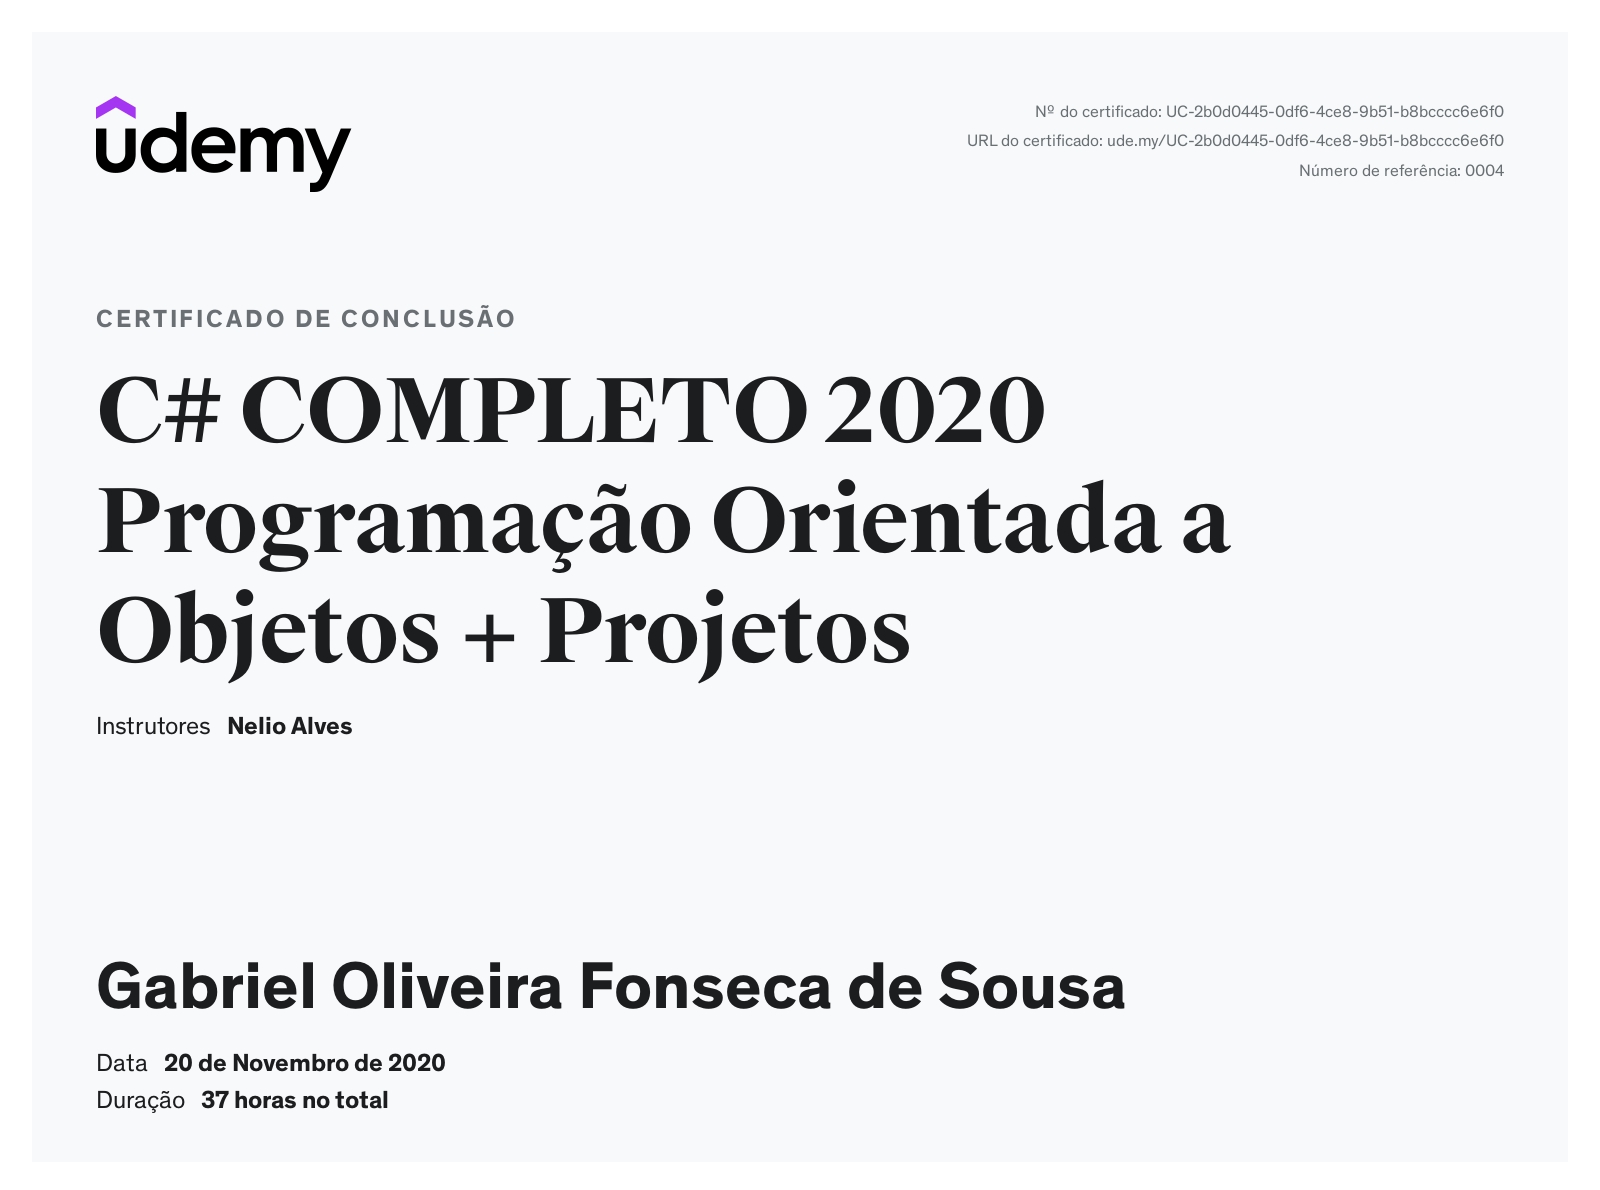 udemy
Nº do certificado: UC-2b0d0445-0df6-4ce8-9b51-b8bcccc6e6f0
URL do certificado: ude.my/UC-2b0d0445-0df6-4ce8-9b51-b8bcccc6e6f0
Número de referência: 0004
CERTIFICADO DE CONCLUSÃO
C# COMPLETO 2020
Programação Orientada a
Objetos + Projetos
Instrutores Nelio Alves
Gabriel Oliveira Fonseca de Sousa
Data 20 de Novembro de 2020
Duração 37 horas no total